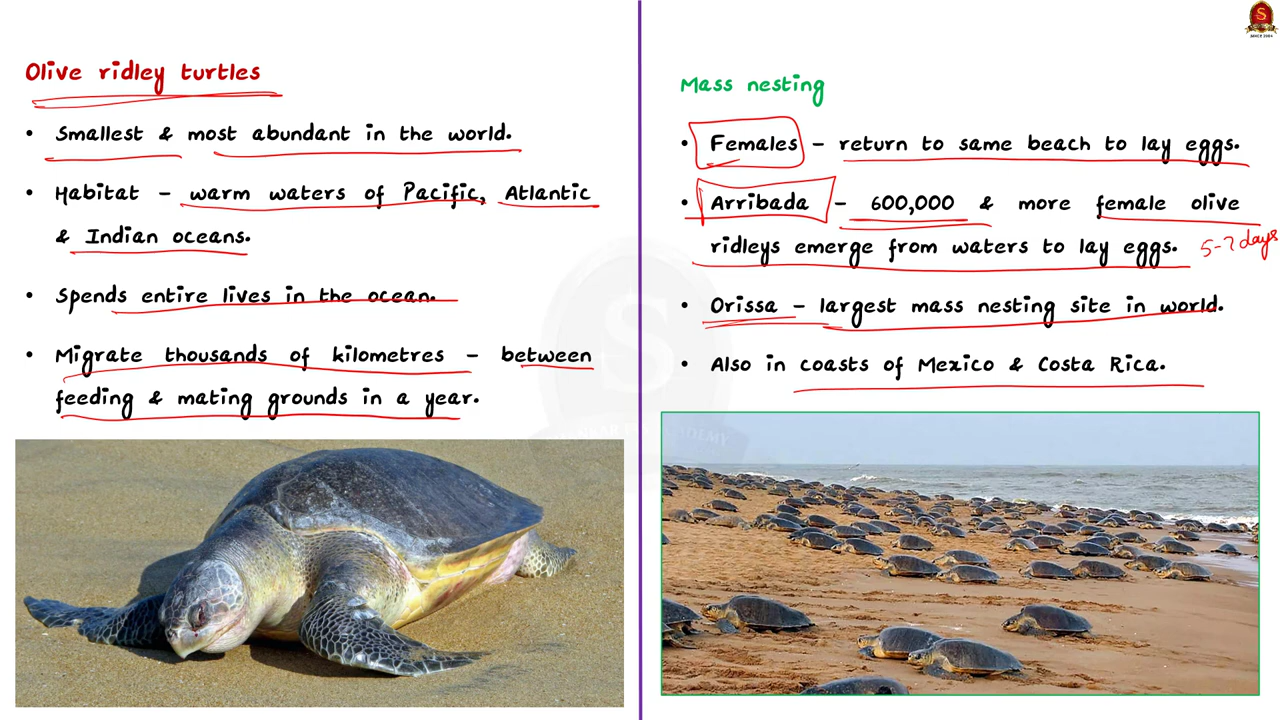 Olive ridley turtles
• Smallest & most abundant in the world.
• Habitat – warm waters of Pacific, Atlantic
& Indian oceans.
• Spends entire lives in the ocean.
• Migrate thousands of kilometres – between
feeding & mating grounds in a year.
Mass nesting
• Females – return to same beach to lay eggs.
• Arribada – 600,000 & more female olive
ridleys emerge from waters to lay eggs.
5-7 days
• Orissa – largest mass nesting site in world.
• Also in coasts of Mexico & Costa Rica.
S
SINCE 2004